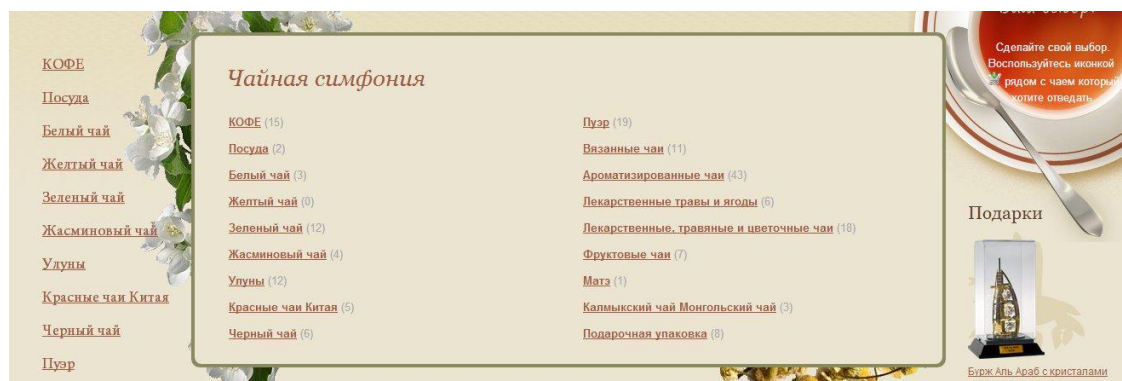 КОФЕ
Посуда
Белый чай
Желтый чай
Зеленый чай
Жасминовый чай
Улуны
Красные чаи Китая
Черный чай
Пуэр
Чайная симфония
КОФЕ (15)
Посуда (2)
Белый чай (3)
Желтый чай (0)
Зеленый чай (12)
Жасминовый чай (4)
Улуны (12)
Красные чаи Китая (5)
Черный чай (6)
Пуэр (19)
Вязанные чаи (11)
Ароматизированные чаи (43)
Лекарственные травы и ягоды (6)
Лекарственные, травяные и цветочные чаи (18)
Фруктовые чаи (7)
Матэ (1)
Калмыкский чай Монгольский чай (3)
Подарочная упаковка (8)
Сделайте свой выбор.
Воспользуйтесь иконкой
рядом с чаем который
хотите отведать
Подарки
Бурж Аль Араб с кристалами